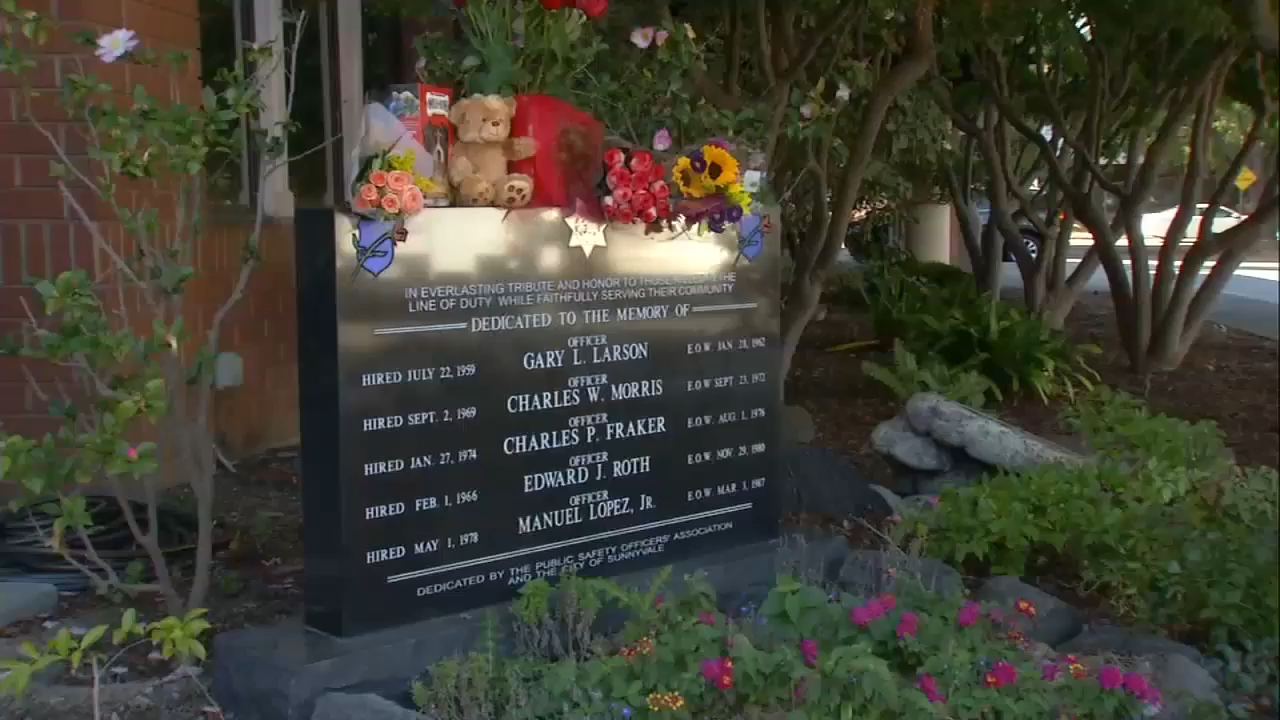 IN EVERLASTING TRIBUTE AND HONOR TO THOSE KILLED IN THE
LINE OF DUTY WHILE FAITHFULLY SERVING THEIR COMMUNITY
DEDICATED TO THE MEMORY OF
OFFICER
HIRED JULY 22, 1959 GARY L. LARSON E.O.W. JAN. 28, 1962
OFFICER
HIRED SEPT. 2, 1969 CHARLES W. MORRIS E.O.W SEPT. 23, 1972
OFFICER
HIRED JAN. 27, 1974 CHARLES P. FRAKER E.O.W. AUG. 1, 1976
OFFICER
HIRED FEB. 1, 1966 EDWARD J. ROTH E.O.W. NOV. 29, 1980
OFFICER
HIRED MAY 1, 1978 MANUEL LOPEZ, JR. E.O.W. MAR. 3, 1987
DEDICATED BY THE PUBLIC SAFETY OFFICERS' ASSOCIATION
AND THE CITY OF SUNNYVALE